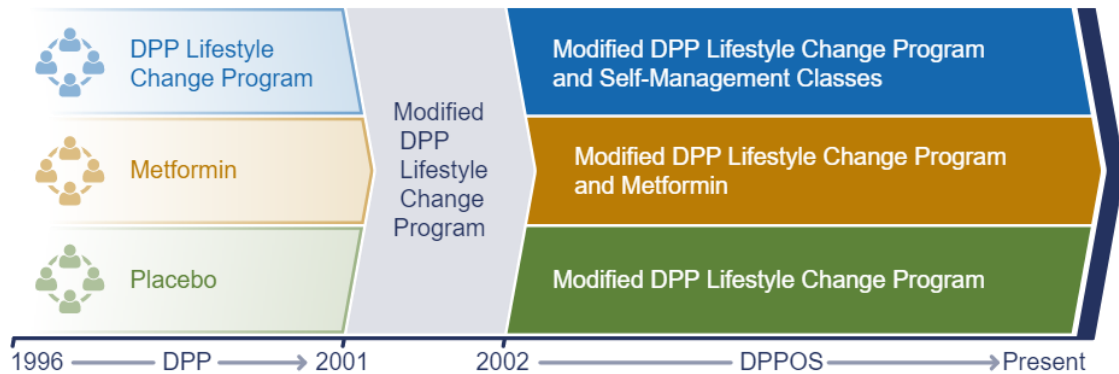 DPP Lifestyle
Change Program
Modified DPP Lifestyle Change Program
and Self-Management Classes
Modified
DPP
Lifestyle
Change
Program
Metformin
Modified DPP Lifestyle Change Program
and Metformin
Placebo
Modified DPP Lifestyle Change Program
1996 DPP 2001 2002 DPPOS Present